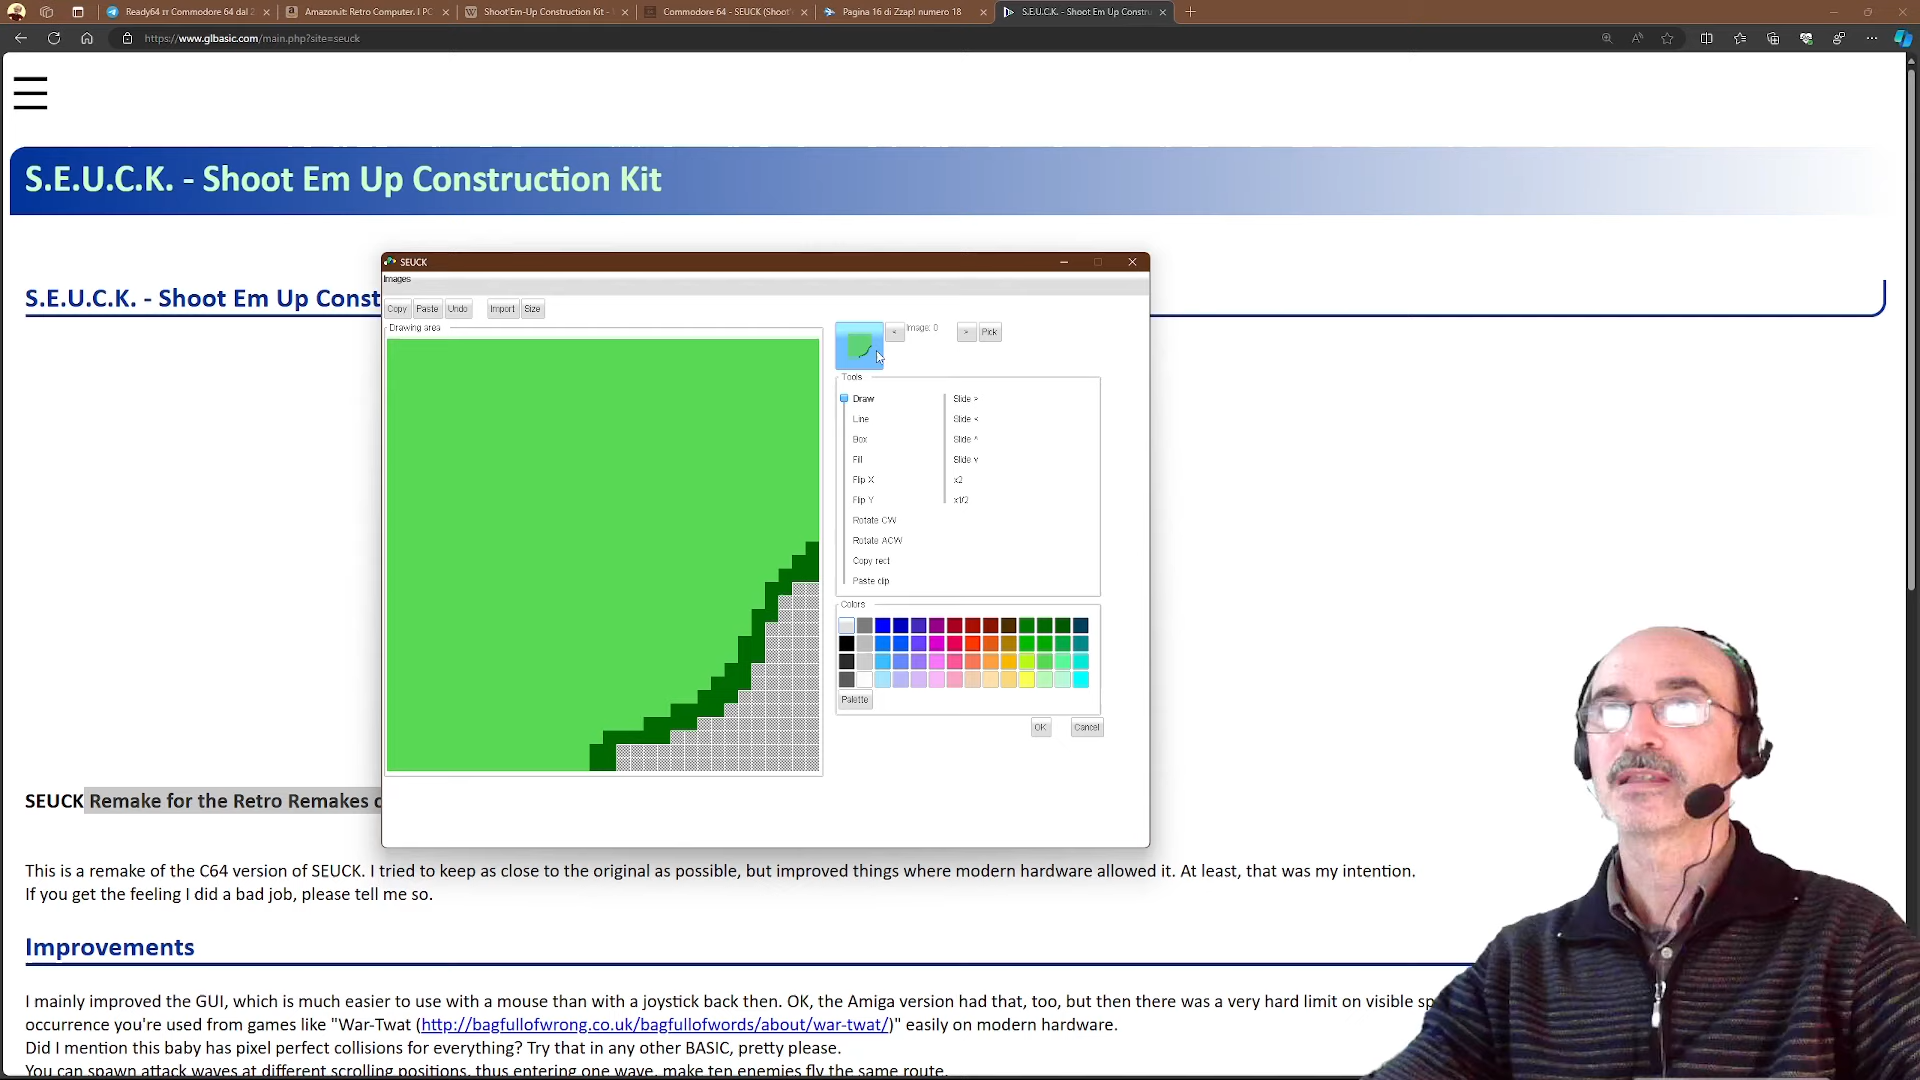 Ready64 π Commodore 64 dal 2
Amazon.it: Retro Computer. I PC
Shoot'Em-Up Construction Kit -
Commodore 64 - SEUCK (Shoot'
Pagina 16 di Zzap! numero 18
S.E.U.C.K. - Shoot Em Up Constru
https://www.glbasic.com/main.php?site=seuck
S.E.U.C.K. - Shoot Em Up Construction Kit
S.E.U.C.K. - Shoot Em Up Const
SEUCK
Images
Copy Paste Undo Import Size
Drawing area
< Image: 0 > Pick
Tools
Draw Slide >
Line Slide <
Box Slide ^
Fill Slide v
Flip X x2
Flip Y x1/2
Rotate CW
Rotate ACW
Copy rect
Paste clip
Colors
Palette
OK Cancel
SEUCK Remake for the Retro Remakes c
This is a remake of the C64 version of SEUCK. I tried to keep as close to the original as possible, but improved things where modern hardware allowed it. At least, that was my intention.
If you get the feeling I did a bad job, please tell me so.
Improvements
I mainly improved the GUI, which is much easier to use with a mouse than with a joystick back then. OK, the Amiga version had that, too, but then there was a very hard limit on visible sp
occurrence you're used from games like "War-Twat (http://bagfullofwrong.co.uk/bagfullofwords/about/war-twat/)" easily on modern hardware.
Did I mention this baby has pixel perfect collisions for everything? Try that in any other BASIC, pretty please.
You can spawn attack waves at different scrolling positions, thus entering one wave, make ten enemies fly the same route.